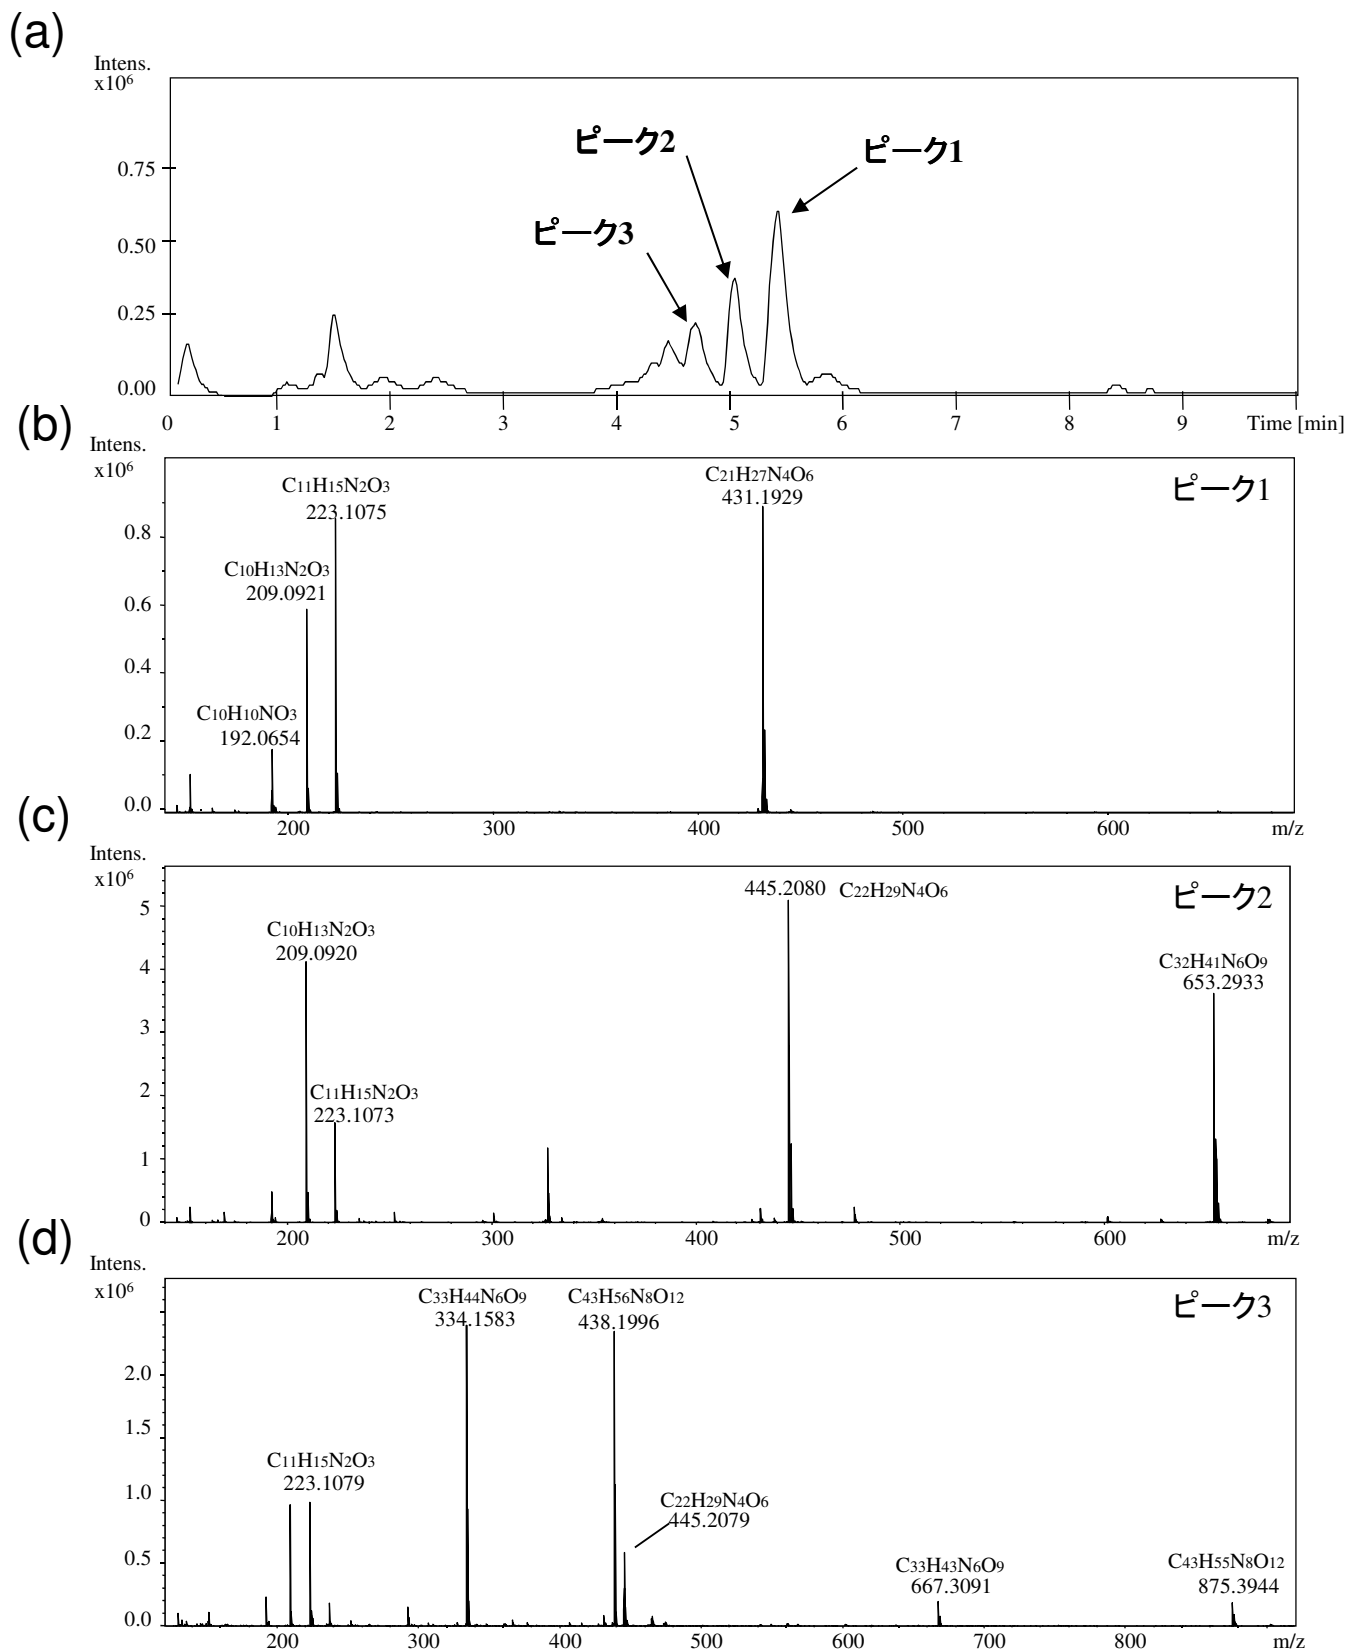 (a)
Intens.
x10⁶
ピーク2
ピーク1
ピーク3
0.75
0.50
0.25
0.00
0 1 2 3 4 5 6 7 8 9 Time [min]
(b)
Intens.
x10⁶
C₂₁H₂₇N₄O₆
431.1929
ピーク1
C₁₁H₁₅N₂O₃
223.1075
C₁₀H₁₃N₂O₃
209.0921
C₁₀H₁₀NO₃
192.0654
0.8
0.6
0.4
0.2
0.0
200 300 400 500 600 m/z
(c)
Intens.
x10⁶
445.2080 C₂₂H₂₉N₄O₆
ピーク2
C₁₀H₁₃N₂O₃
209.0920
C₃₂H₄₁N₆O₉
653.2933
C₁₁H₁₅N₂O₃
223.1073
5
4
3
2
1
0
200 300 400 500 600 m/z
(d)
Intens.
x10⁶
C₃₃H₄₄N₆O₉
334.1583
C₄₃H₅₆N₈O₁₂
438.1996
ピーク3
C₁₁H₁₅N₂O₃
223.1079
C₂₂H₂₉N₄O₆
445.2079
C₃₃H₄₃N₆O₉
667.3091
C₄₃H₅₅N₈O₁₂
875.3944
2.0
1.5
1.0
0.5
0.0
200 300 400 500 600 700 800 m/z